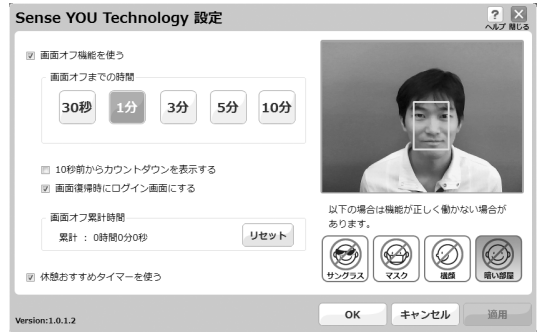 Sense YOU Technology 設定
?
ヘルプ 閉じる
画面オフ機能を使う
画面オフまでの時間
30秒 1分 3分 5分 10分
10秒前からカウントダウンを表示する
画面復帰時にログイン画面にする
画面オフ累計時間
累計 : 0時間0分0秒 リセット
休憩おすすめタイマーを使う
以下の場合は機能が正しく働かない場合が
あります。
サングラス マスク 横顔 暗い部屋
Version:1.0.1.2
OK キャンセル 適用